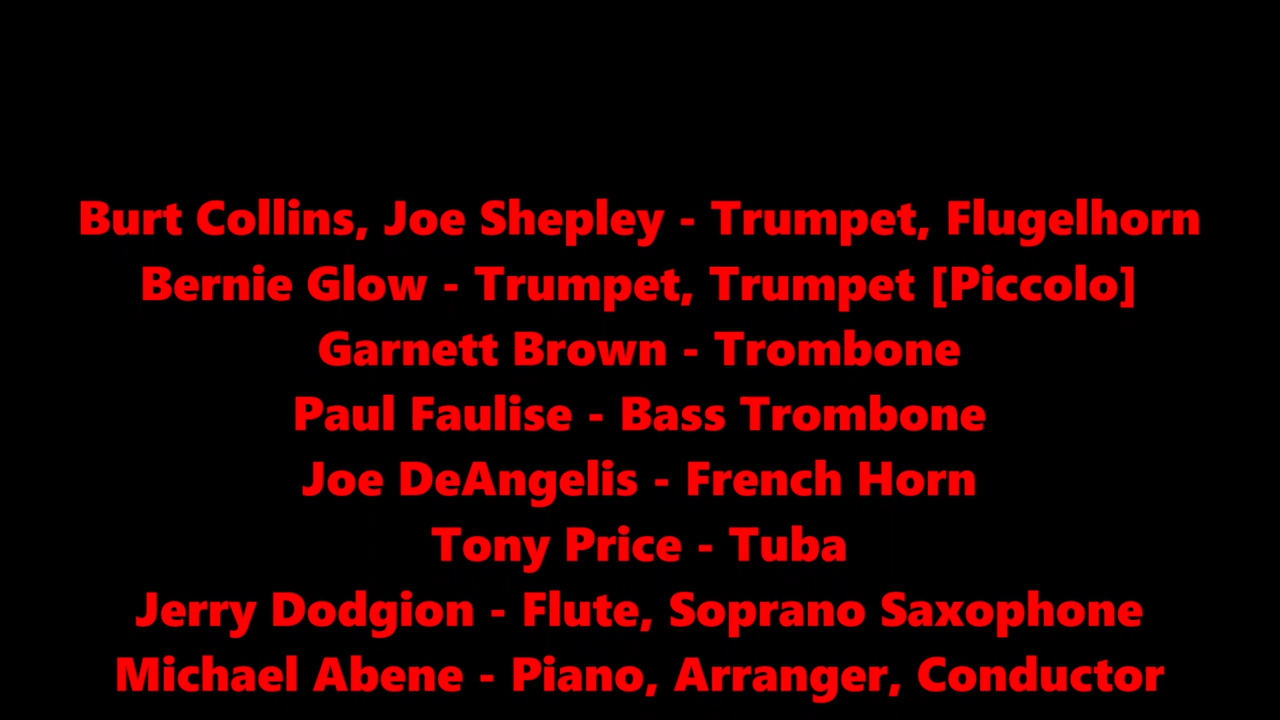 Burt Collins, Joe Shepley - Trumpet, Flugelhorn
Bernie Glow - Trumpet, Trumpet [Piccolo]
Garnett Brown - Trombone
Paul Faulise - Bass Trombone
Joe DeAngelis - French Horn
Tony Price - Tuba
Jerry Dodgion - Flute, Soprano Saxophone
Michael Abene - Piano, Arranger, Conductor